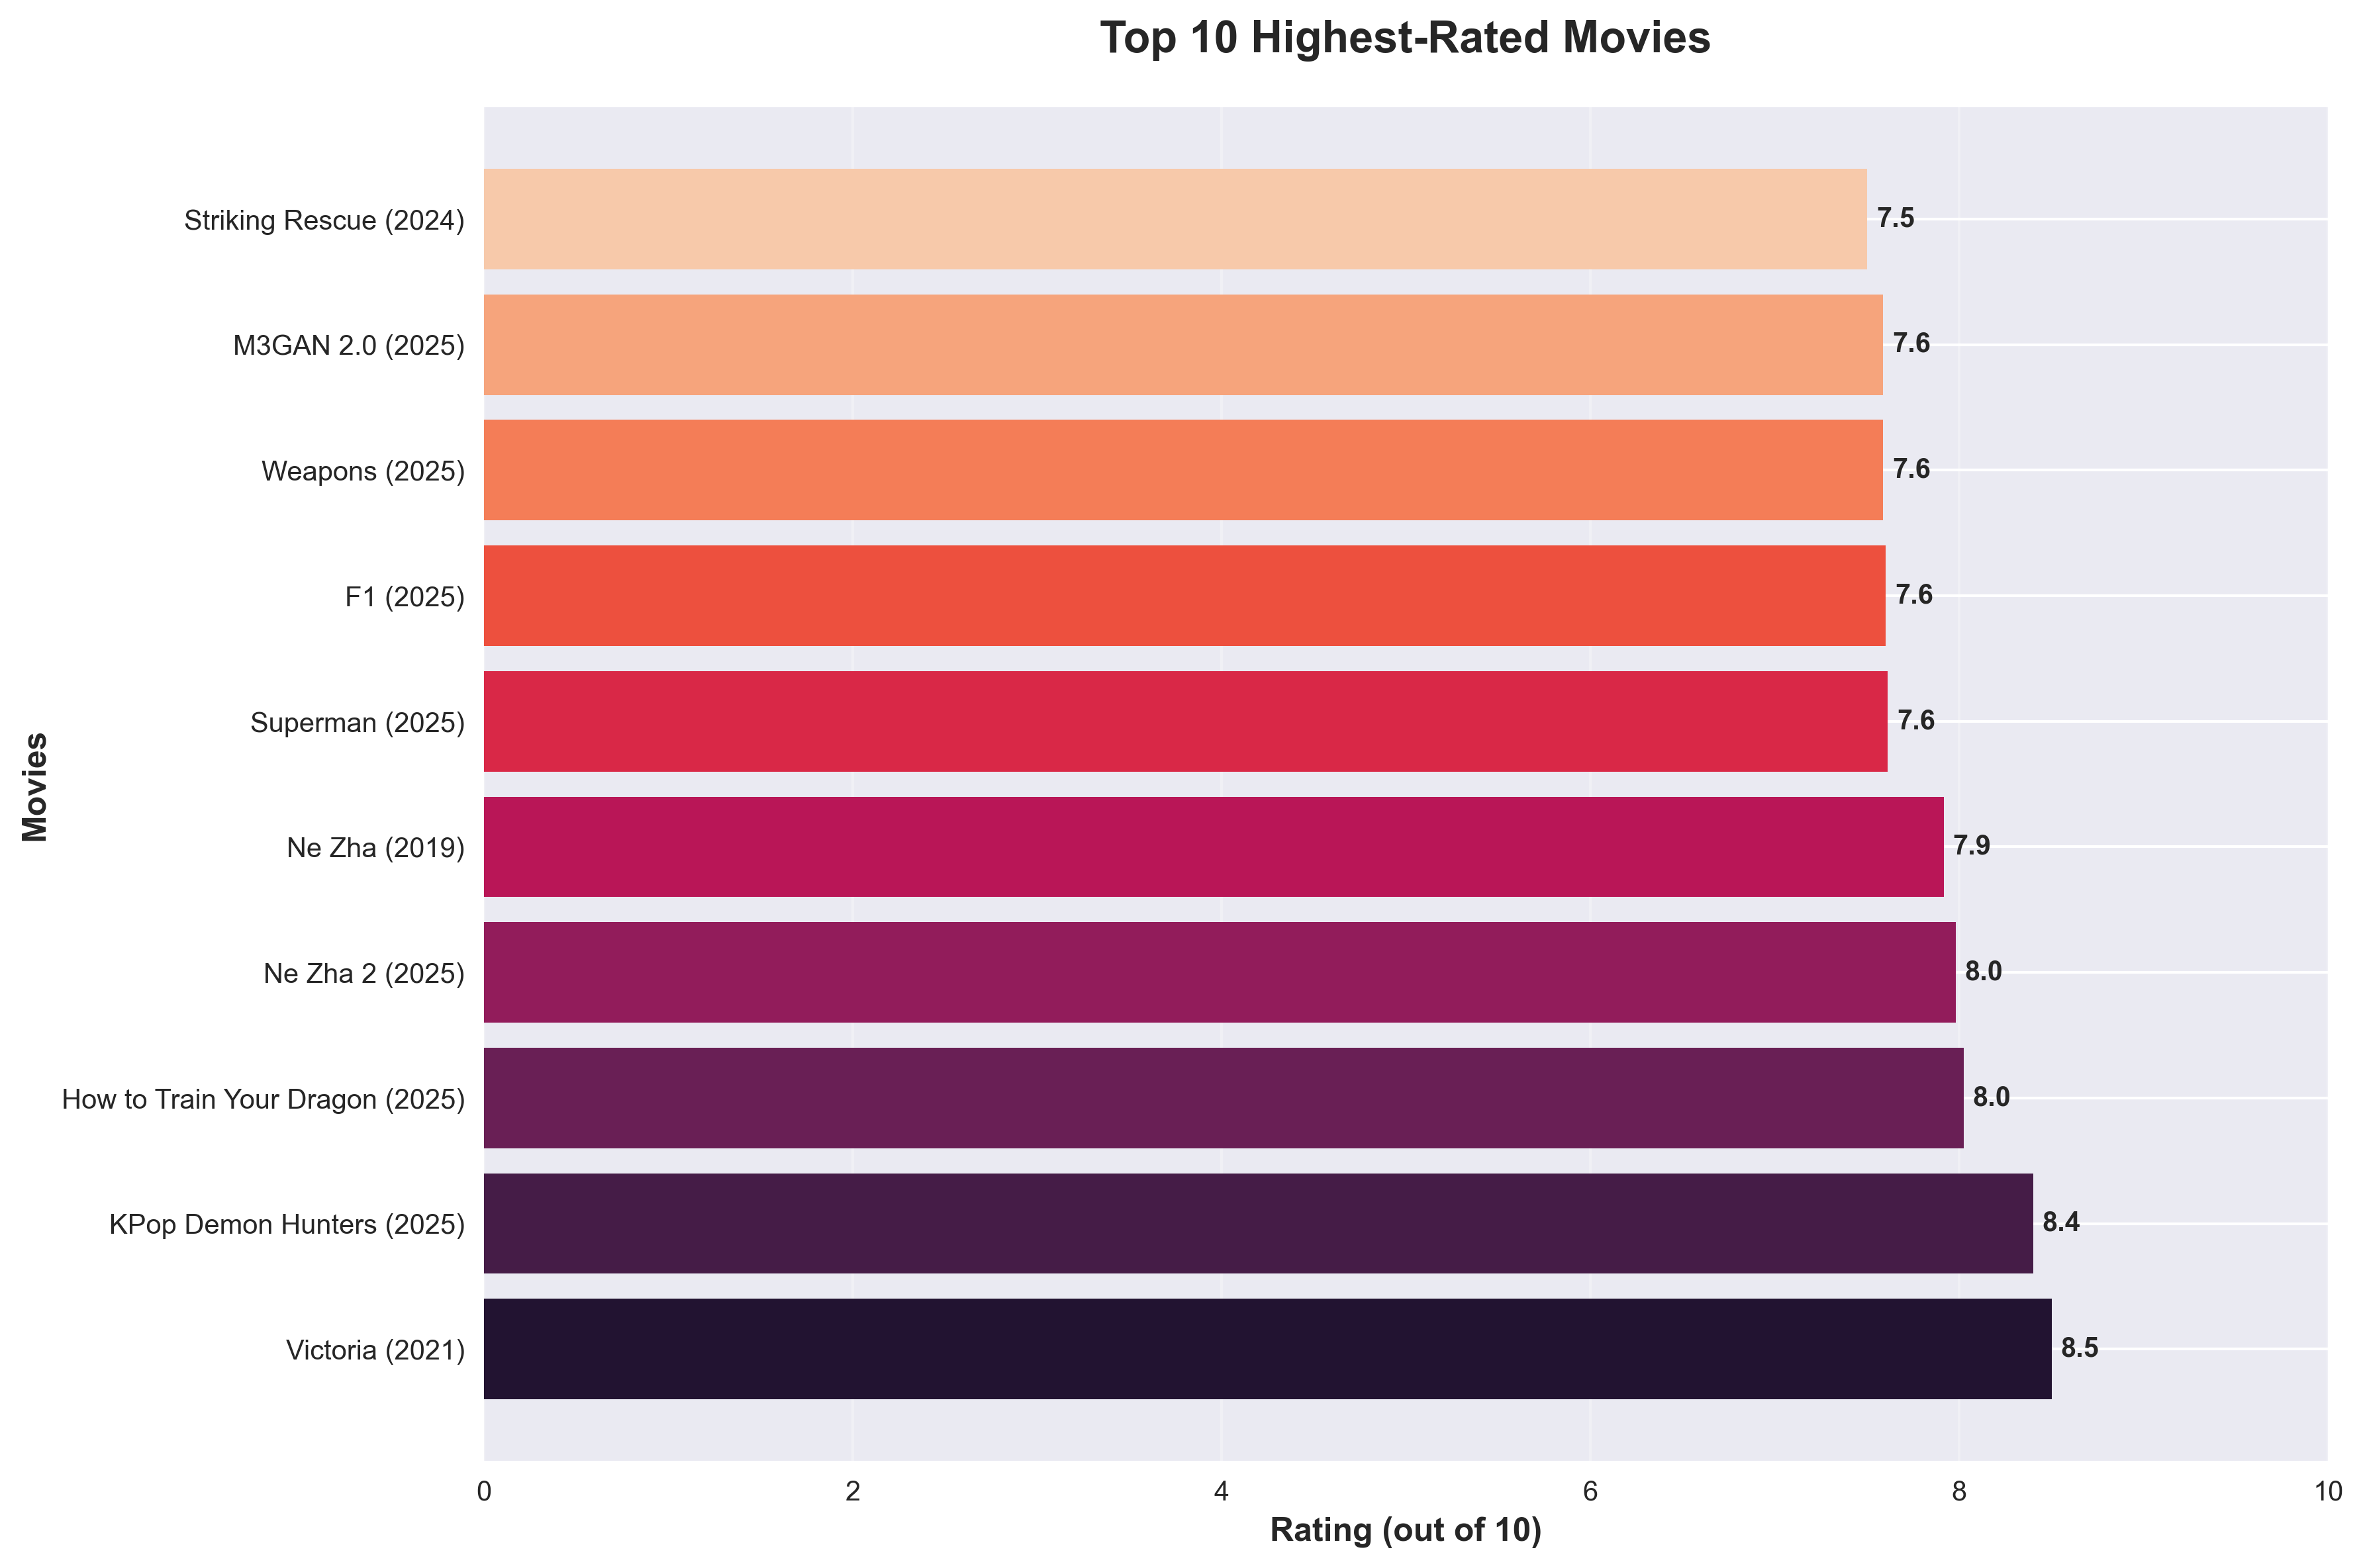 Top 10 Highest-Rated Movies
Striking Rescue (2024)
7.5
M3GAN 2.0 (2025)
7.6
Weapons (2025)
7.6
F1 (2025)
7.6
Superman (2025)
7.6
Ne Zha (2019)
7.9
Ne Zha 2 (2025)
8.0
How to Train Your Dragon (2025)
8.0
KPop Demon Hunters (2025)
8.4
Victoria (2021)
8.5
Movies
0 2 4 6 8 10
Rating (out of 10)